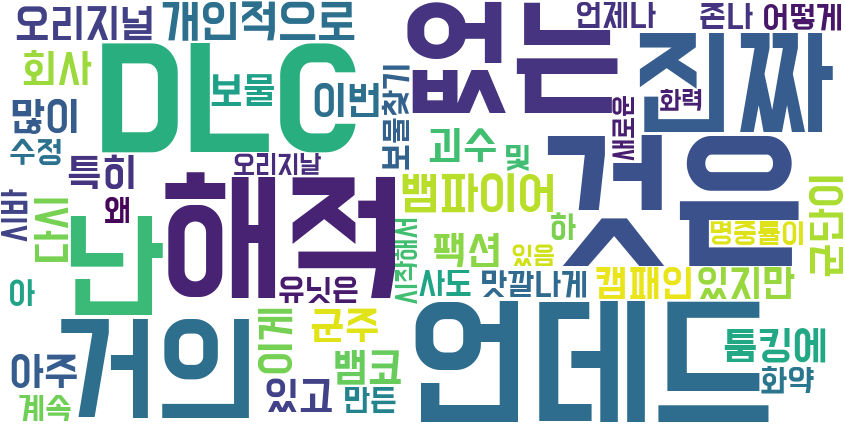 오리지널 개인적으로 없는 언제나 존나 어떻게
회사 DLC 보물 이번 보물찾기 진짜
많이 새로운 화력
수정 특히 오리지날 괴수 및 것은
시바 다시 왜 난 해적 뱀파이어 하 명중률이 이단군
팩션 있음
아 유닛은 시작해서 사도 맛깔나게 캠패인 있지만
거의 이게 군주 언데드 툼킹에
아주 뱀코 화약
계속 있고 만든